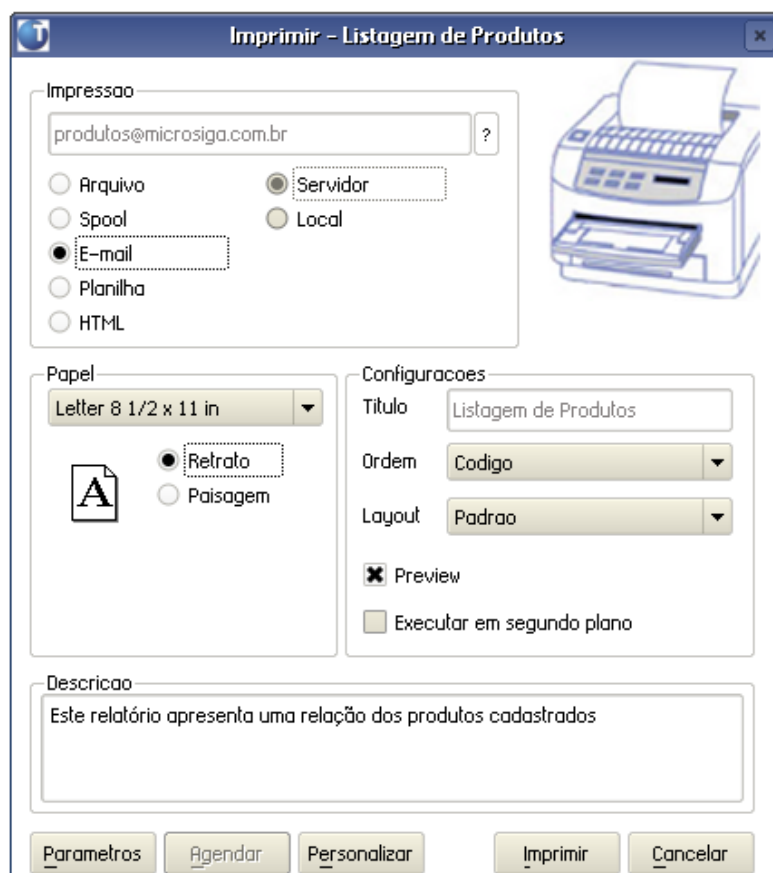 Imprimir - Listagem de Produtos
Impressao
produtos@microsiga.com.br ?
Arquivo Servidor
Spool Local
E-mail
Planilha
HTML
Papel
Letter 8 1/2 x 11 in
Retrato
Paisagem
A
Configuracoes
Titulo Listagem de Produtos
Ordem Codigo
Layout Padrao
Preview
Executar em segundo plano
Descricao
Este relatório apresenta uma relação dos produtos cadastrados
Parametros Agendar Personalizar Imprimir Cancelar